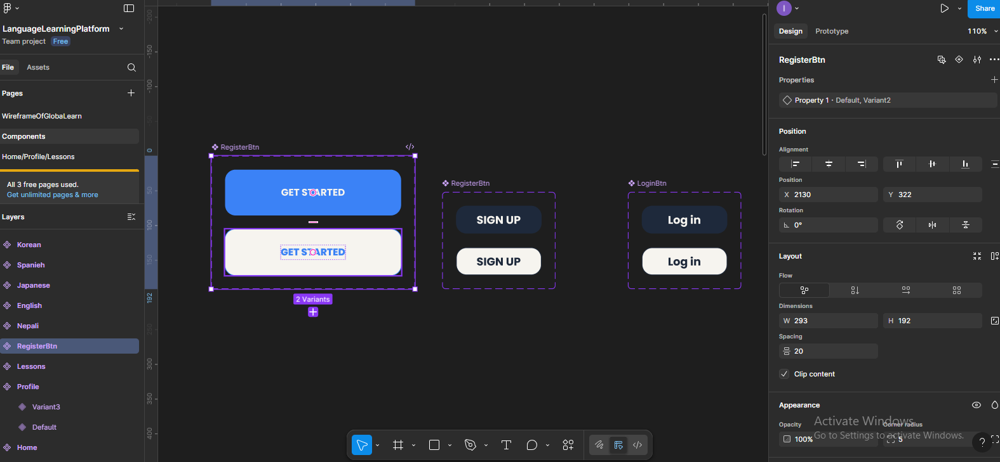 LanguageLearningPlatform
Team project Free
File Assets
Pages
WireframeOfGlobaLearn
Components
Home/Profile/Lessons
All 3 free pages used.
Get unlimited pages & more
Layers
Korean
Spanieh
Japanese
English
Nepali
RegisterBtn
Lessons
Profile
Variant3
Default
Home
-200
-150
-100
-50
0
50
100
150
192
250
300
350
400
RegisterBtn
GET STARTED
GET STARTED
2 Variants
RegisterBtn
SIGN UP
SIGN UP
LoginBtn
Log in
Log in
I
Share
Design Prototype 110%
RegisterBtn
Properties
Property 1 · Default, Variant2
Position
Alignment
Position
X 2130 Y 322
Rotation
0°
Layout
Flow
Dimensions
W 293 H 192
Spacing
20
Clip content
Appearance
Opacity Corner radius
100% 5
Activate Windows
Go to Settings to activate Windows.
?